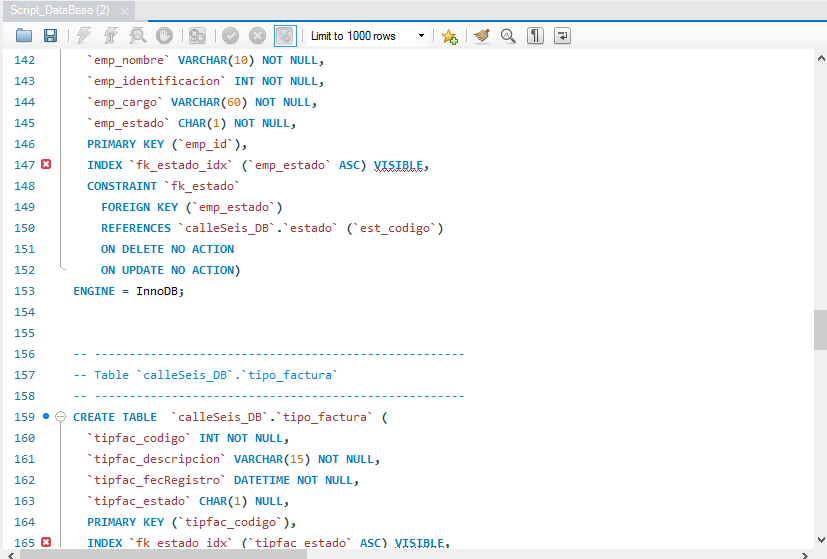 Script_DataBase (2) ×
Limit to 1000 rows
142 `emp_nombre` VARCHAR(10) NOT NULL,
143 `emp_identificacion` INT NOT NULL,
144 `emp_cargo` VARCHAR(60) NOT NULL,
145 `emp_estado` CHAR(1) NOT NULL,
146 PRIMARY KEY (`emp_id`),
147 INDEX `fk_estado_idx` (`emp_estado` ASC) VISIBLE,
148 CONSTRAINT `fk_estado`
149 FOREIGN KEY (`emp_estado`)
150 REFERENCES `calleSeis_DB`.`estado` (`est_codigo`)
151 ON DELETE NO ACTION
152 ON UPDATE NO ACTION)
153 ENGINE = InnoDB;
154
155
156 -- -----------------------------------------------------
157 -- Table `calleSeis_DB`.`tipo_factura`
158 -- -----------------------------------------------------
159 CREATE TABLE  `calleSeis_DB`.`tipo_factura` (
160 `tipfac_codigo` INT NOT NULL,
161 `tipfac_descripcion` VARCHAR(15) NOT NULL,
162 `tipfac_fecRegistro` DATETIME NOT NULL,
163 `tipfac_estado` CHAR(1) NULL,
164 PRIMARY KEY (`tipfac_codigo`),
165 INDEX `fk_estado_idx` (`tipfac_estado` ASC) VISIBLE,